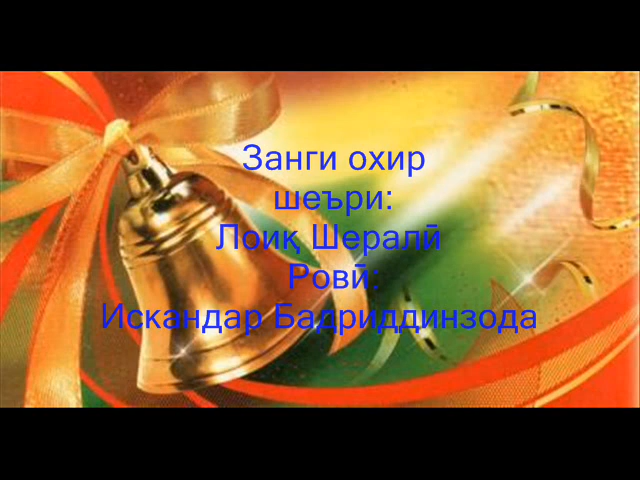 Занги охир
шеъри:
Лоиқ Шералӣ
Ровӣ:
Искандар Бадриддинзода